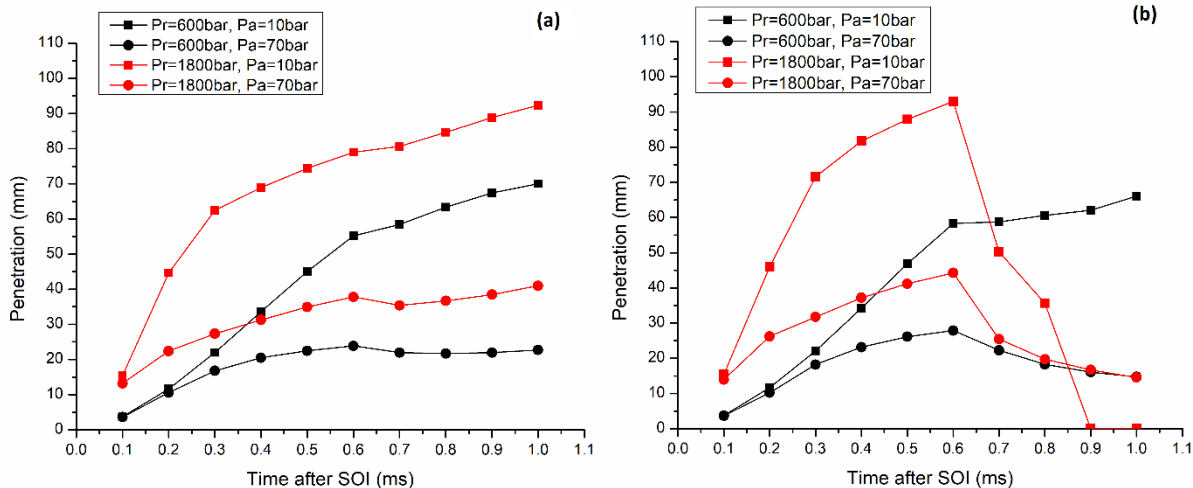 (a)
Pr=600bar, Pa=10bar
Pr=600bar, Pa=70bar
Pr=1800bar, Pa=10bar
Pr=1800bar, Pa=70bar
110
100
90
80
70
60
50
40
30
20
10
0
Penetration (mm)
0.0 0.1 0.2 0.3 0.4 0.5 0.6 0.7 0.8 0.9 1.0 1.1
Time after SOI (ms)
(b)
Pr=600bar, Pa=10bar
Pr=600bar, Pa=70bar
Pr=1800bar, Pa=10bar
Pr=1800bar, Pa=70bar
110
100
90
80
70
60
50
40
30
20
10
0
Penetration (mm)
0.0 0.1 0.2 0.3 0.4 0.5 0.6 0.7 0.8 0.9 1.0 1.1
Time after SOI (ms)